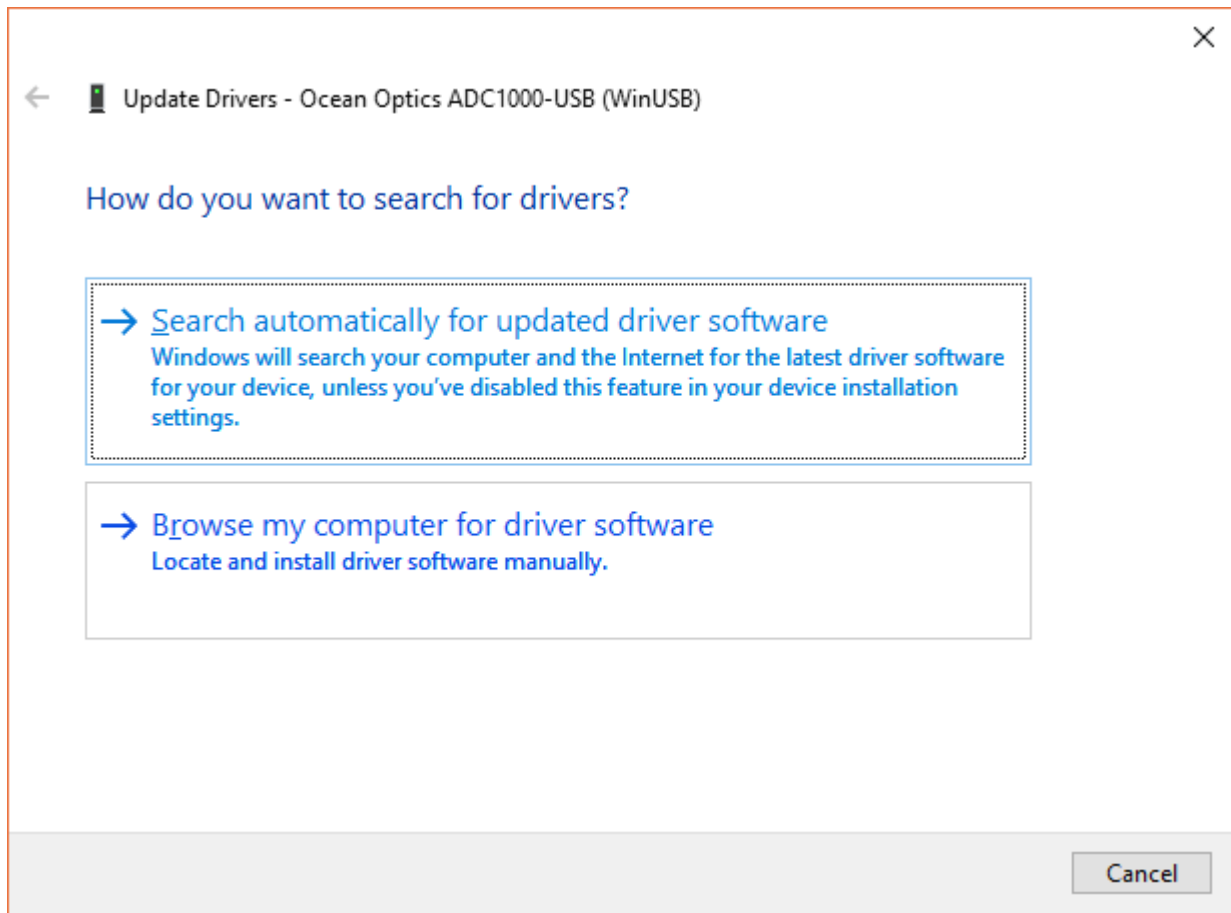 Update Drivers - Ocean Optics ADC1000-USB (WinUSB)
How do you want to search for drivers?
Search automatically for updated driver software
Windows will search your computer and the Internet for the latest driver software
for your device, unless you’ve disabled this feature in your device installation
settings.
Browse my computer for driver software
Locate and install driver software manually.
Cancel